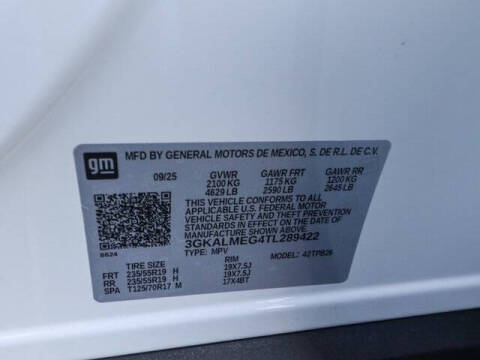 gm
MFD BY GENERAL MOTORS DE MEXICO, S. DE R.L. DE C.V.
09/25 GVWR GAWR FRT GAWR RR
2100 KG 1175 KG 1200 KG
4629 LB 2590 LB 2645 LB
THIS VEHICLE CONFORMS TO ALL
APPLICABLE U.S. FEDERAL MOTOR
VEHICLE SAFETY AND THEFT PREVENTION
STANDARDS IN EFFECT ON THE DATE OF
MANUFACTURE SHOWN ABOVE.
3GKALMEG4TL289422
TYPE: MPV 42TPB26
8624
TIRE SIZE RIM
FRT 235/55R19 H 19X7.5J
RR 235/55R19 H 19X7.5J
SPA T125/70R17 M 17X4BT